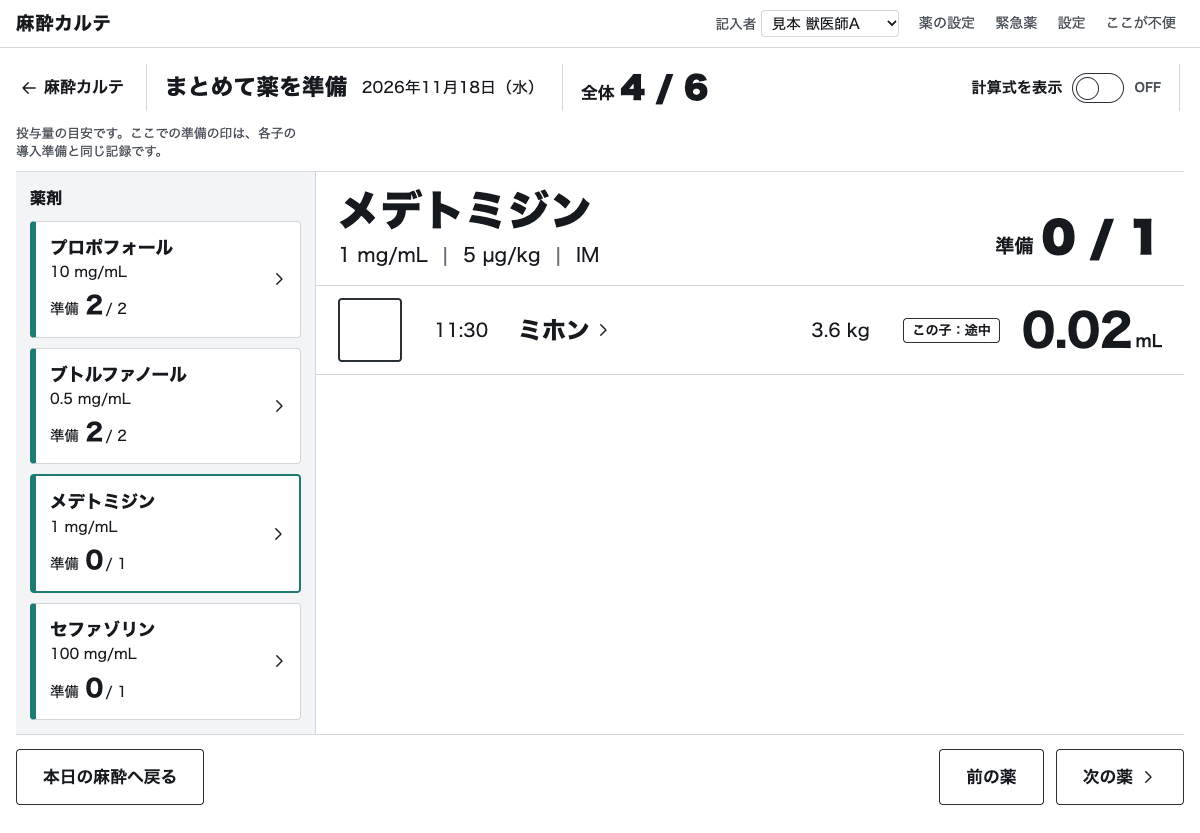 麻酔カルテ
記入者 見本 獣医師A 薬の設定 緊急薬 設定 ここが不便
← 麻酔カルテ まとめて薬を準備 2026年11月18日（水） 全体 4 / 6 計算式を表示 OFF
投与量の目安です。ここでの準備の印は、各子の
導入準備と同じ記録です。
薬剤
プロポフォール
10 mg/mL
準備 2 / 2
ブトルファノール
0.5 mg/mL
準備 2 / 2
メデトミジン
1 mg/mL
準備 0 / 1
セファゾリン
100 mg/mL
準備 0 / 1
メデトミジン
1 mg/mL | 5 µg/kg | IM
準備 0 / 1
11:30 ミホン 3.6 kg この子：途中 0.02 mL
本日の麻酔へ戻る 前の薬 次の薬